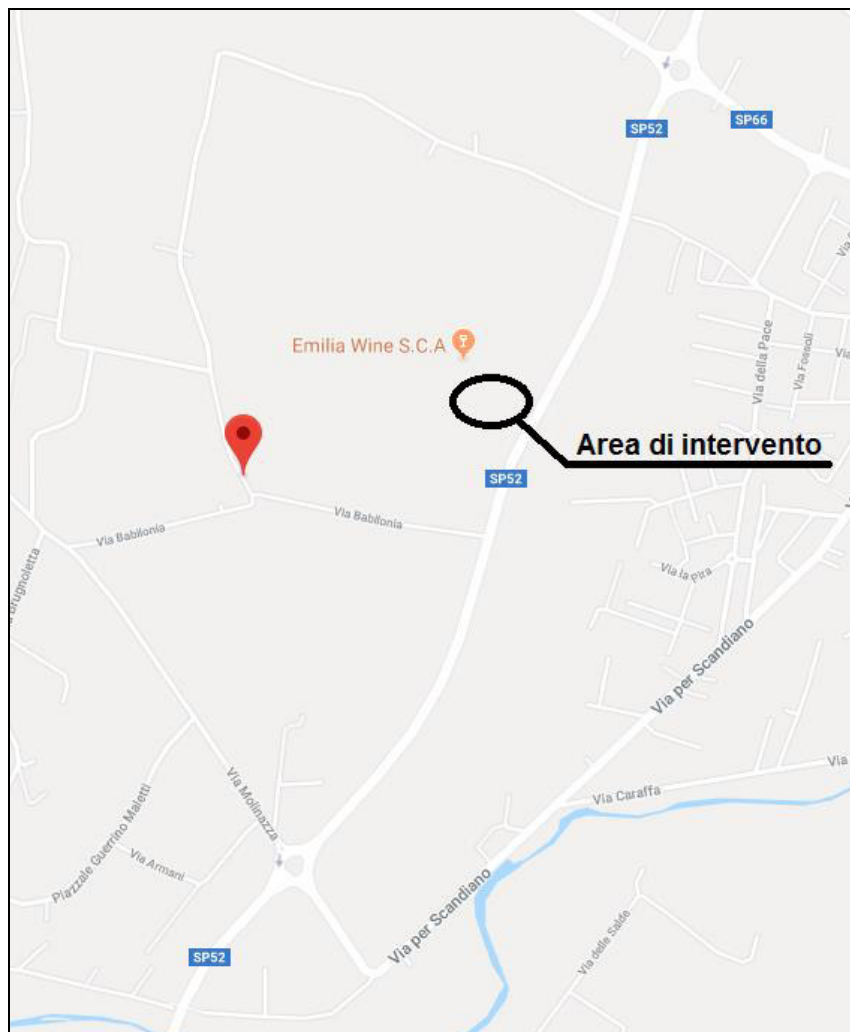 SP52
SP66
Via della Pace
Via Fossoli
Emilia Wine S.C.A
Area di intervento
SP52
Via Babilonia
Via Babilonia
Via la Pira
Via per Scandiano
Via Molinazza
Via Caraffa
Via
Piazzale Guerrino Maletti
Via Armani
Via per Scandiano
Via delle Salde
SP52